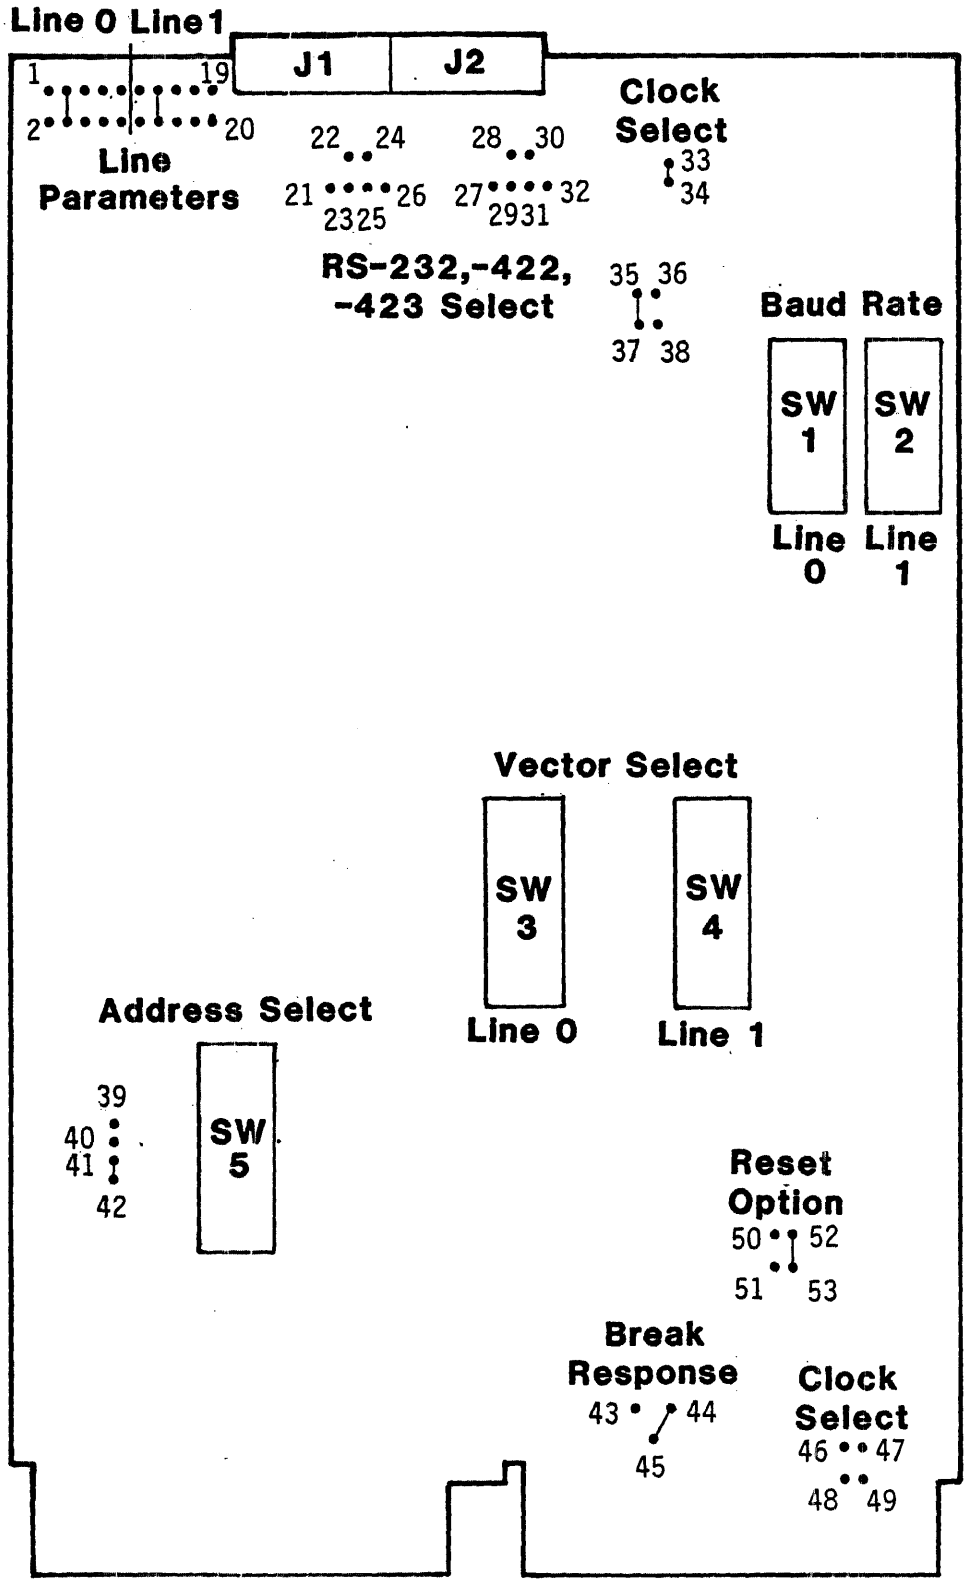 Line 0 Line 1
J1 J2
1 19
2 20
Line
Parameters
22 24 28 30
21 26 27 32
23 25 29 31
RS-232,-422,
-423 Select
Clock
Select
33
34
35 36
37 38
Baud Rate
SW
1
SW
2
Line
0
Line
1
Vector Select
SW
3
SW
4
Line 0 Line 1
Address Select
39
40
41
42
SW
5
Reset
Option
50 52
51 53
Break
Response
43 44
45
Clock
Select
46 47
48 49